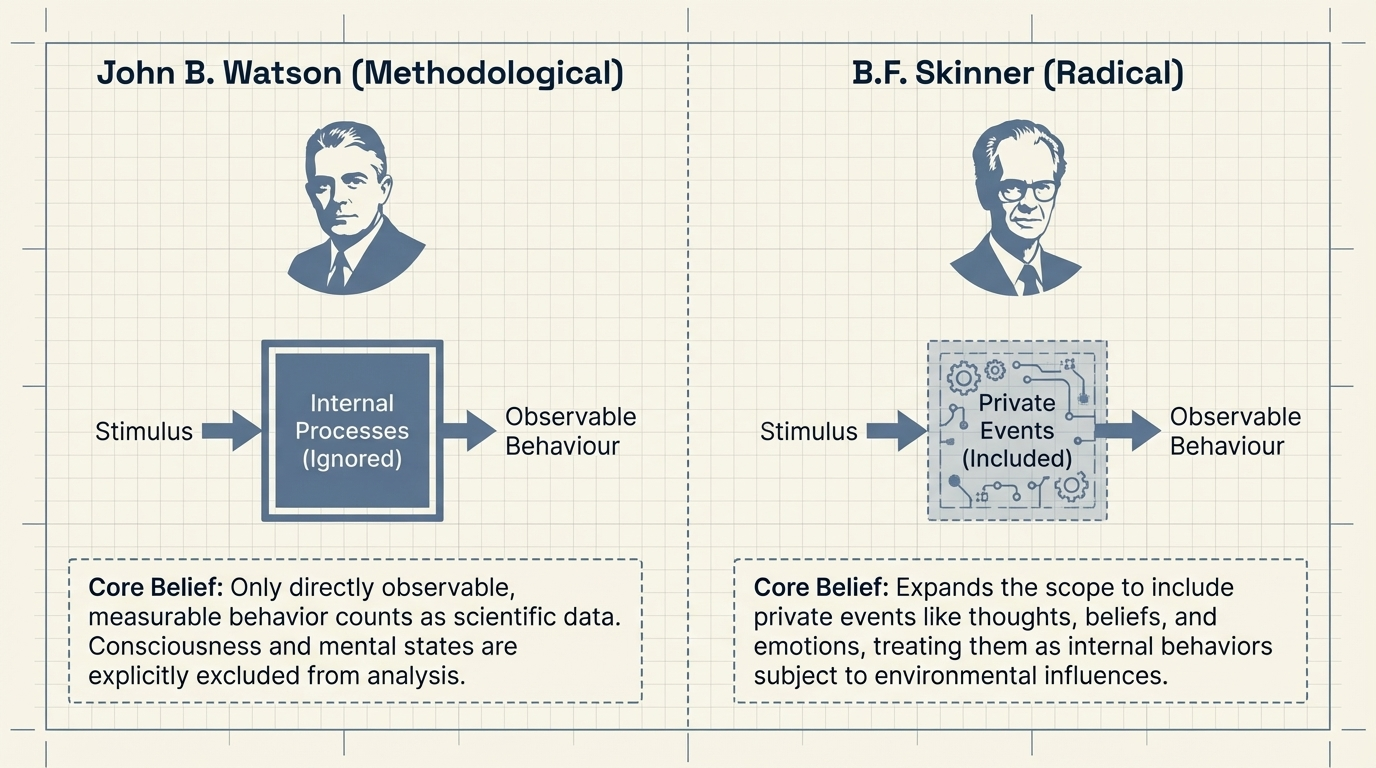 John B. Watson (Methodological)
Stimulus
Internal
Processes
(Ignored)
Observable
Behaviour
Core Belief: Only directly observable,
measurable behavior counts as scientific data.
Consciousness and mental states are
explicitly excluded from analysis.
B.F. Skinner (Radical)
Stimulus
Private
Events
(Included)
Observable
Behaviour
Core Belief: Expands the scope to include
private events like thoughts, beliefs, and
emotions, treating them as internal behaviors
subject to environmental influences.